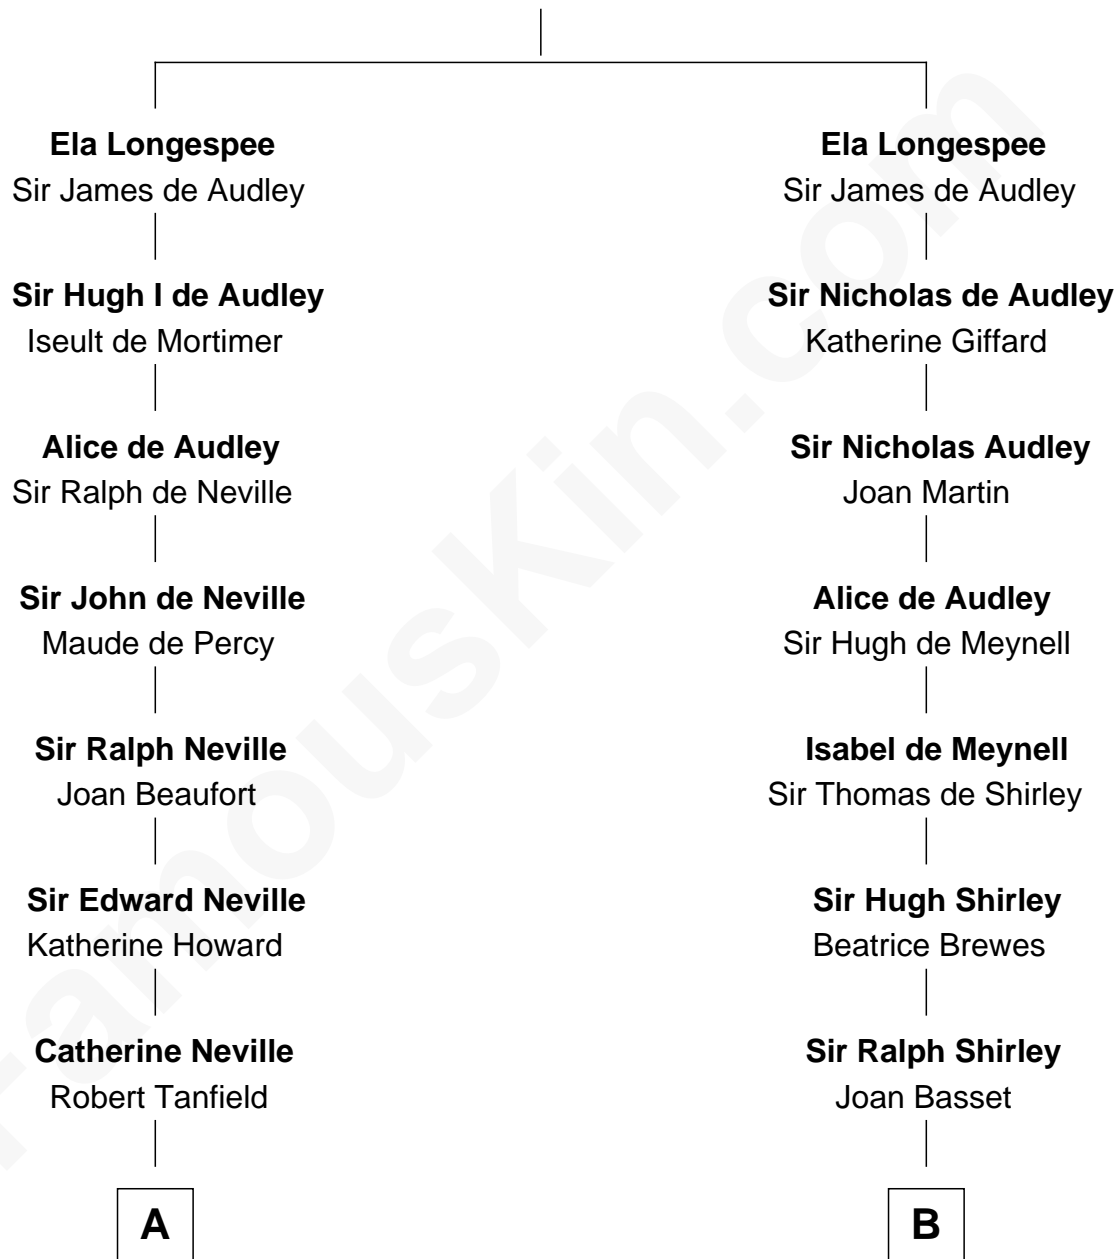 Ela Longespee
Sir James de Audley
Sir Hugh I de Audley
Iseult de Mortimer
Alice de Audley
Sir Ralph de Neville
Sir John de Neville
Maude de Percy
Sir Ralph Neville
Joan Beaufort
Sir Edward Neville
Katherine Howard
Catherine Neville
Robert Tanfield
A
Ela Longespee
Sir James de Audley
Sir Nicholas de Audley
Katherine Giffard
Sir Nicholas Audley
Joan Martin
Alice de Audley
Sir Hugh de Meynell
Isabel de Meynell
Sir Thomas de Shirley
Sir Hugh Shirley
Beatrice Brewes
Sir Ralph Shirley
Joan Basset
B
FamousKin.com